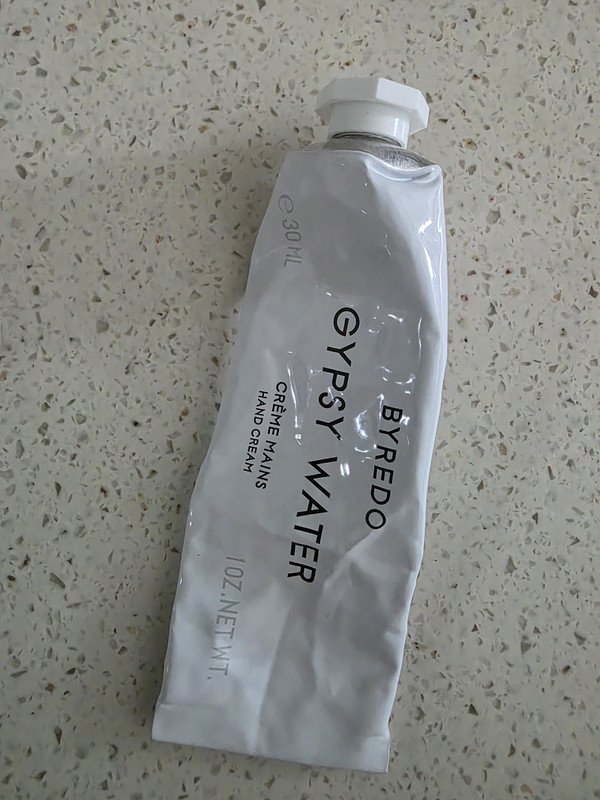 BYREDO
GYPSY WATER
CRÈME MAINS
HAND CREAM
℮ 30 ML
1 OZ. NET WT.